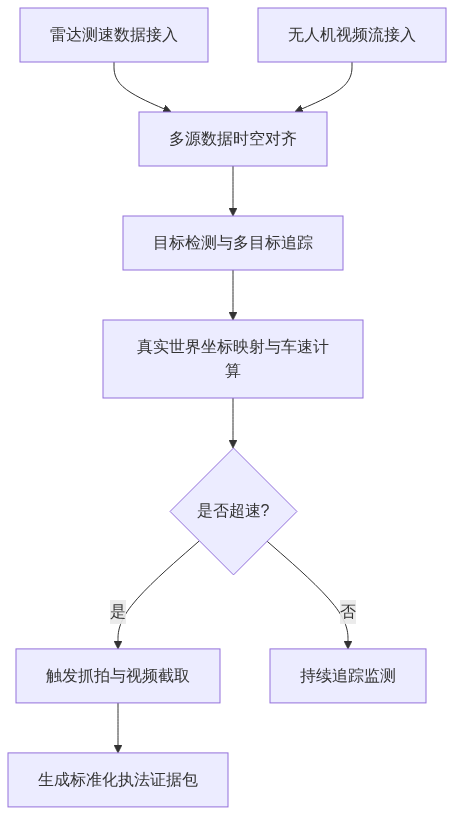 雷达测速数据接入
无人机视频流接入
多源数据时空对齐
目标检测与多目标追踪
真实世界坐标映射与车速计
算
是否超速?
是
否
触发抓拍与视频截取
持续追踪监测
生成标准化执法证据包